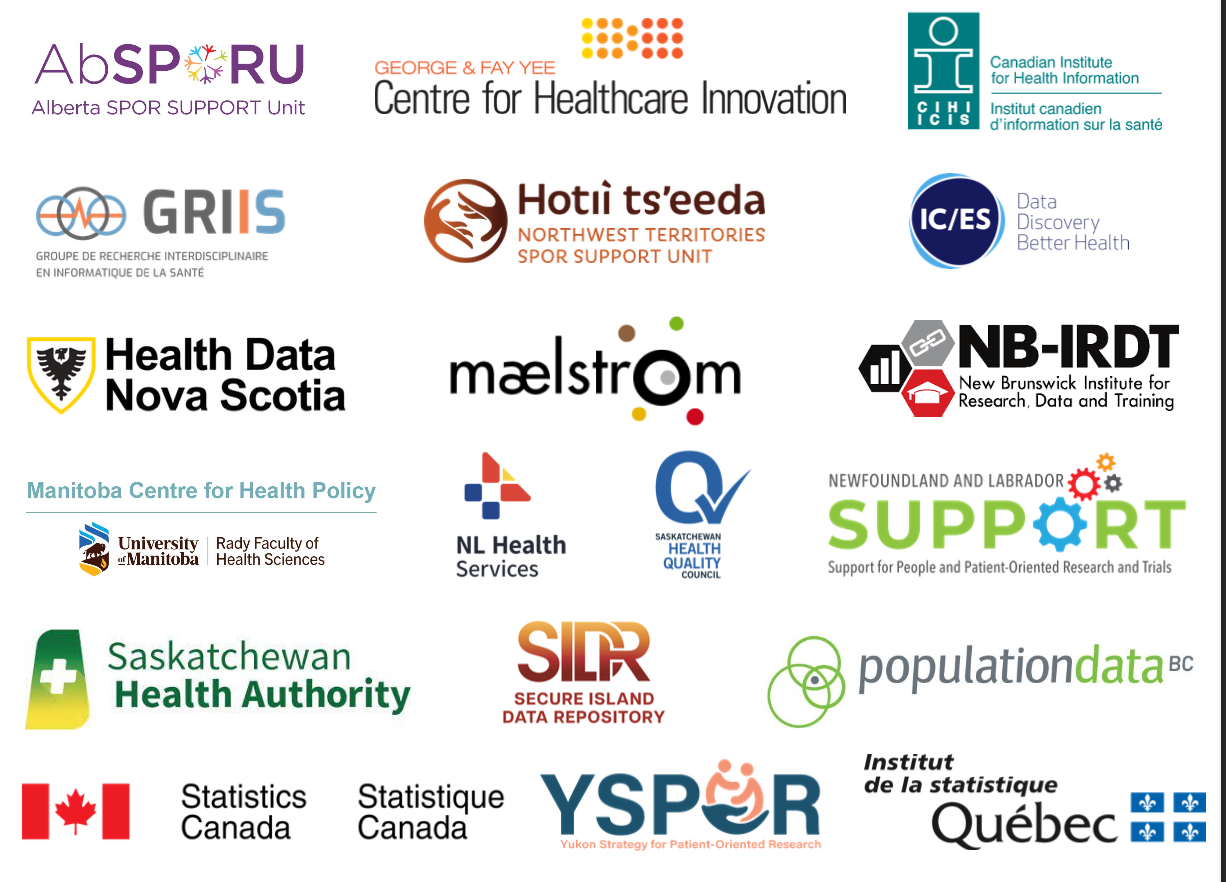 AbSPORU
Alberta SPOR SUPPORT Unit
GEORGE & FAY YEE
Centre for Healthcare Innovation
CIHI
ICIS
Canadian Institute
for Health Information
Institut canadien
d'information sur la santé
GRIIS
GROUPE DE RECHERCHE INTERDISCIPLINAIRE
EN INFORMATIQUE DE LA SANTÉ
Hotıì ts'eeda
NORTHWEST TERRITORIES
SPOR SUPPORT UNIT
IC/ES
Data
Discovery
Better Health
Health Data
Nova Scotia
mælstrom
NB-IRDT
New Brunswick Institute for
Research, Data and Training
Manitoba Centre for Health Policy
University
of Manitoba
Rady Faculty of
Health Sciences
NL Health
Services
Q
SASKATCHEWAN
HEALTH
QUALITY
COUNCIL
NEWFOUNDLAND AND LABRADOR
SUPPORT
Support for People and Patient-Oriented Research and Trials
Saskatchewan
Health Authority
SIDR
SECURE ISLAND
DATA REPOSITORY
populationdata BC
Statistics
Canada
Statistique
Canada
YSPOR
Yukon Strategy for Patient-Oriented Research
Institut
de la statistique
Québec